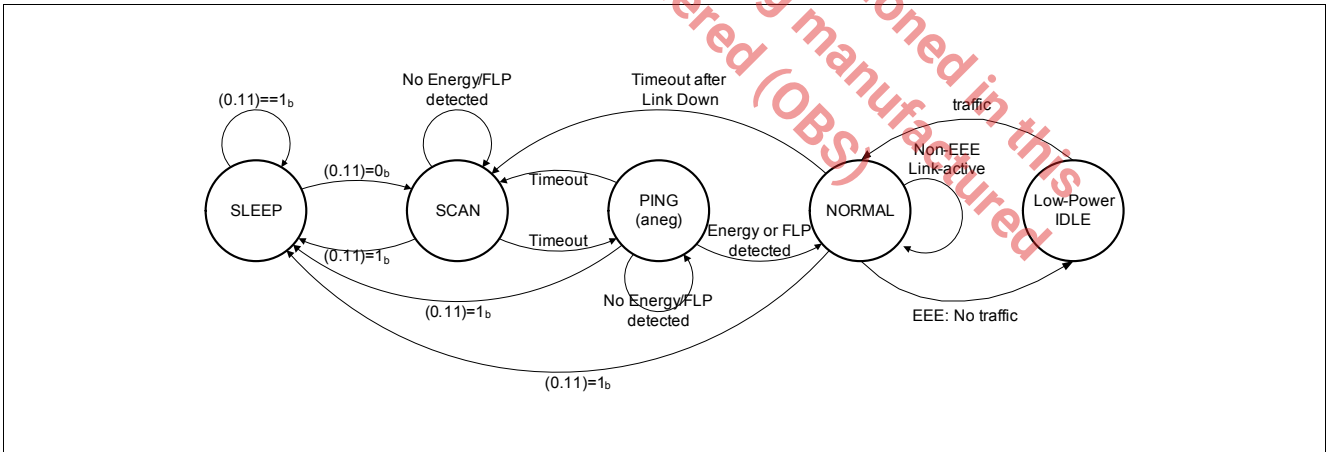 oned in this
g manufactured
ered (OBS)
(0.11)==1b
No Energy/FLP
detected
Timeout after
Link Down
traffic
Non-EEE
Link-active
(0.11)=0b
Timeout
SLEEP
SCAN
PING
(aneg)
NORMAL
Low-Power
IDLE
Energy or FLP
detected
(0.11)=1b
Timeout
No Energy/FLP
detected
(0.11)=1b
EEE: No traffic
(0.11)=1b